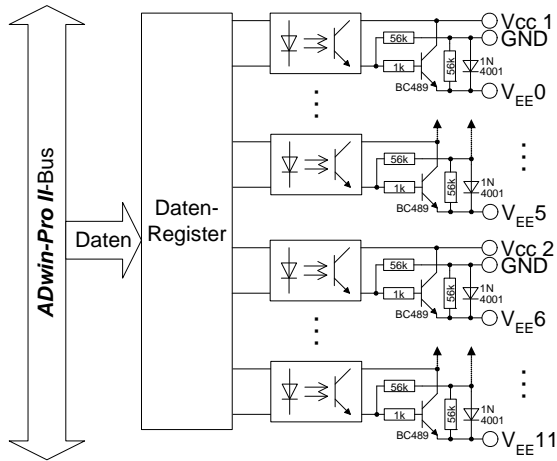 ADwin-Pro II-Bus
Daten
Daten-
Register
Vcc 1
GND
56k
1k
56k
1N
4001
BC489
VEE0
56k
1k
56k
1N
4001
BC489
VEE5
Vcc 2
GND
56k
1k
56k
1N
4001
BC489
VEE6
56k
1k
56k
1N
4001
BC489
VEE11